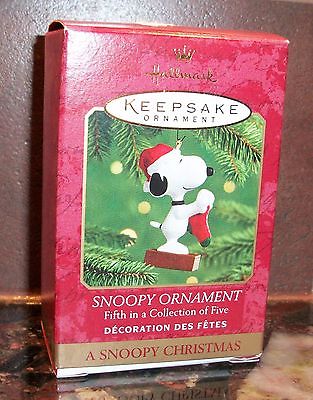 Hallmark
KEEPSAKE
ORNAMENT
SNOOPY ORNAMENT
Fifth in a Collection of Five
DÉCORATION DES FÊTES
A SNOOPY CHRISTMAS